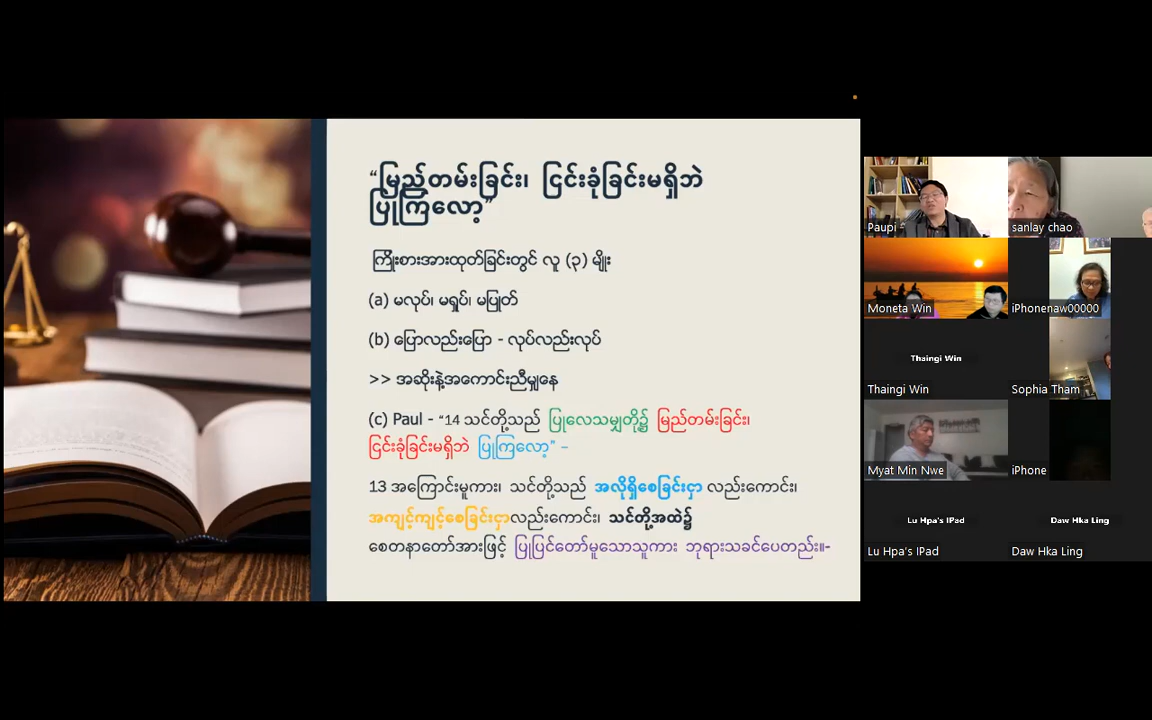 “မြည်တမ်းခြင်း၊ ငြင်းခုံခြင်းမရှိဘဲ
ပြုကြလော့”
ကြိုးစားအားထုတ်ခြင်းတွင် လူ (၃) မျိုး
(a) မလုပ်၊ မရှုပ်၊ မပြုတ်
(b) ပြောလည်းပြော - လုပ်လည်းလုပ်
>> အဆိုးနဲ့အကောင်းညီမျှနေ
(c) Paul - “14 သင်တို့သည် ပြုလေသမျှတို့၌ မြည်တမ်းခြင်း၊
ငြင်းခုံခြင်းမရှိဘဲ ပြုကြလော့” –
13 အကြောင်းမူကား၊ သင်တို့သည် အလိုရှိစေခြင်းငှာ လည်းကောင်း၊
အကျင့်ကျင့်စေခြင်းငှာလည်းကောင်း၊ သင်တို့အထဲ၌
စေတနာတော်အားဖြင့် ပြုပြင်တော်မူသောသူကား ဘုရားသခင်ပေတည်း။-
Paupi
sanlay chao
Moneta Win
iPhonenaw00000
Thaingi Win
Thaingi Win
Sophia Tham
Myat Min Nwe
iPhone
Lu Hpa's IPad
Daw Hka Ling
Lu Hpa's IPad
Daw Hka Ling